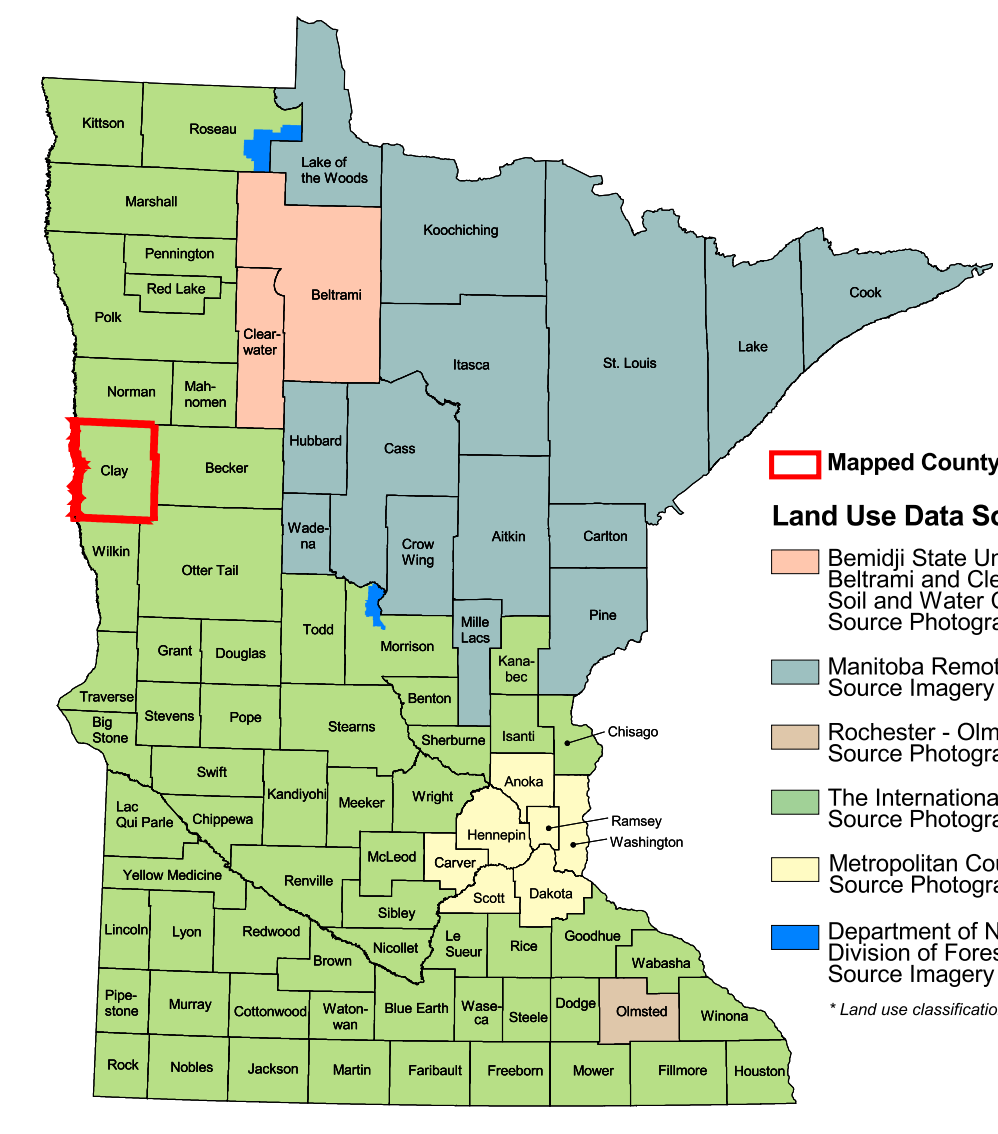 Kittson
Roseau
Lake of
the Woods
Marshall
Koochiching
Pennington
Red Lake
Beltrami
Polk
Cook
Clear-
water
Lake
St. Louis
Itasca
Norman
Mah-
nomen
Hubbard
Cass
Clay
Becker
Mapped County
Land Use Data So
Wilkin
Otter Tail
Wade-
na
Crow
Wing
Aitkin
Carlton
Bemidji State Un
Beltrami and Cle
Soil and Water C
Source Photogra
Todd
Mille
Lacs
Pine
Morrison
Grant
Douglas
Kana-
bec
Manitoba Remot
Source Imagery
Traverse
Benton
Stevens
Pope
Stearns
Big
Stone
Sherburne
Isanti
Chisago
Rochester - Olm
Source Photogra
Swift
Anoka
Kandiyohi
Meeker
Wright
Lac
Qui Parle
Chippewa
The Internationa
Source Photogra
Ramsey
Hennepin
Washington
McLeod
Carver
Yellow Medicine
Renville
Scott
Dakota
Metropolitan Cou
Source Photogra
Sibley
Lincoln
Lyon
Redwood
Nicollet
Le
Sueur
Rice
Goodhue
Department of N
Division of Fores
Source Imagery
Brown
Wabasha
Pipe-
stone
Murray
Cottonwood
Waton-
wan
Blue Earth
Wase-
ca
Steele
Dodge
Olmsted
Winona
* Land use classificatio
Rock
Nobles
Jackson
Martin
Faribault
Freeborn
Mower
Fillmore
Houston